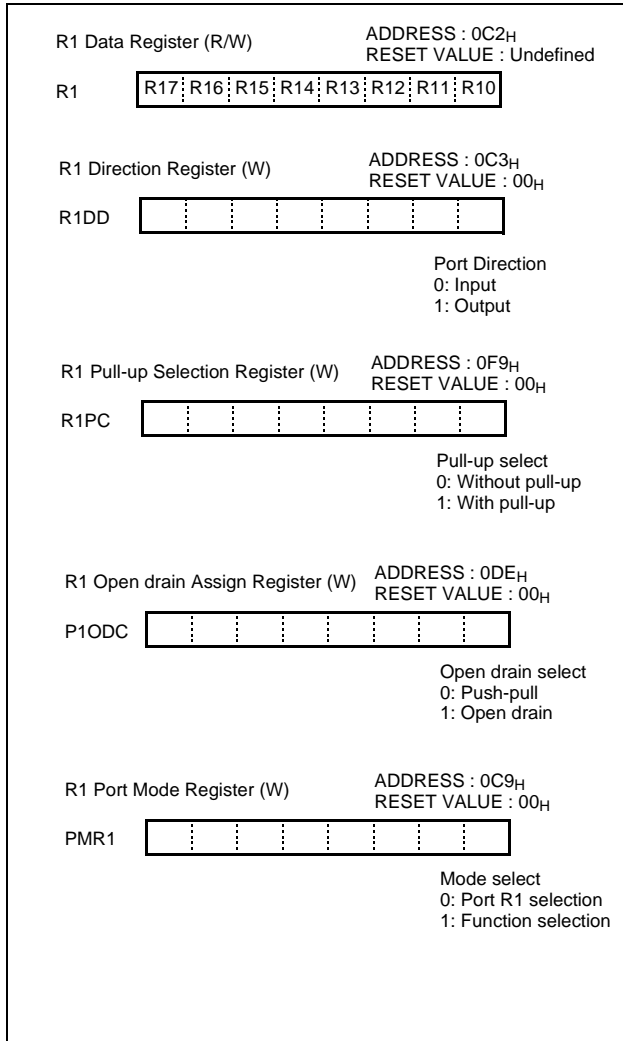 R1 Data Register (R/W)
ADDRESS : 0C2H
RESET VALUE : Undefined
R1
R17 R16 R15 R14 R13 R12 R11 R10
R1 Direction Register (W)
ADDRESS : 0C3H
RESET VALUE : 00H
R1DD
Port Direction
0: Input
1: Output
R1 Pull-up Selection Register (W)
ADDRESS : 0F9H
RESET VALUE : 00H
R1PC
Pull-up select
0: Without pull-up
1: With pull-up
R1 Open drain Assign Register (W)
ADDRESS : 0DEH
RESET VALUE : 00H
P1ODC
Open drain select
0: Push-pull
1: Open drain
R1 Port Mode Register (W)
ADDRESS : 0C9H
RESET VALUE : 00H
PMR1
Mode select
0: Port R1 selection
1: Function selection